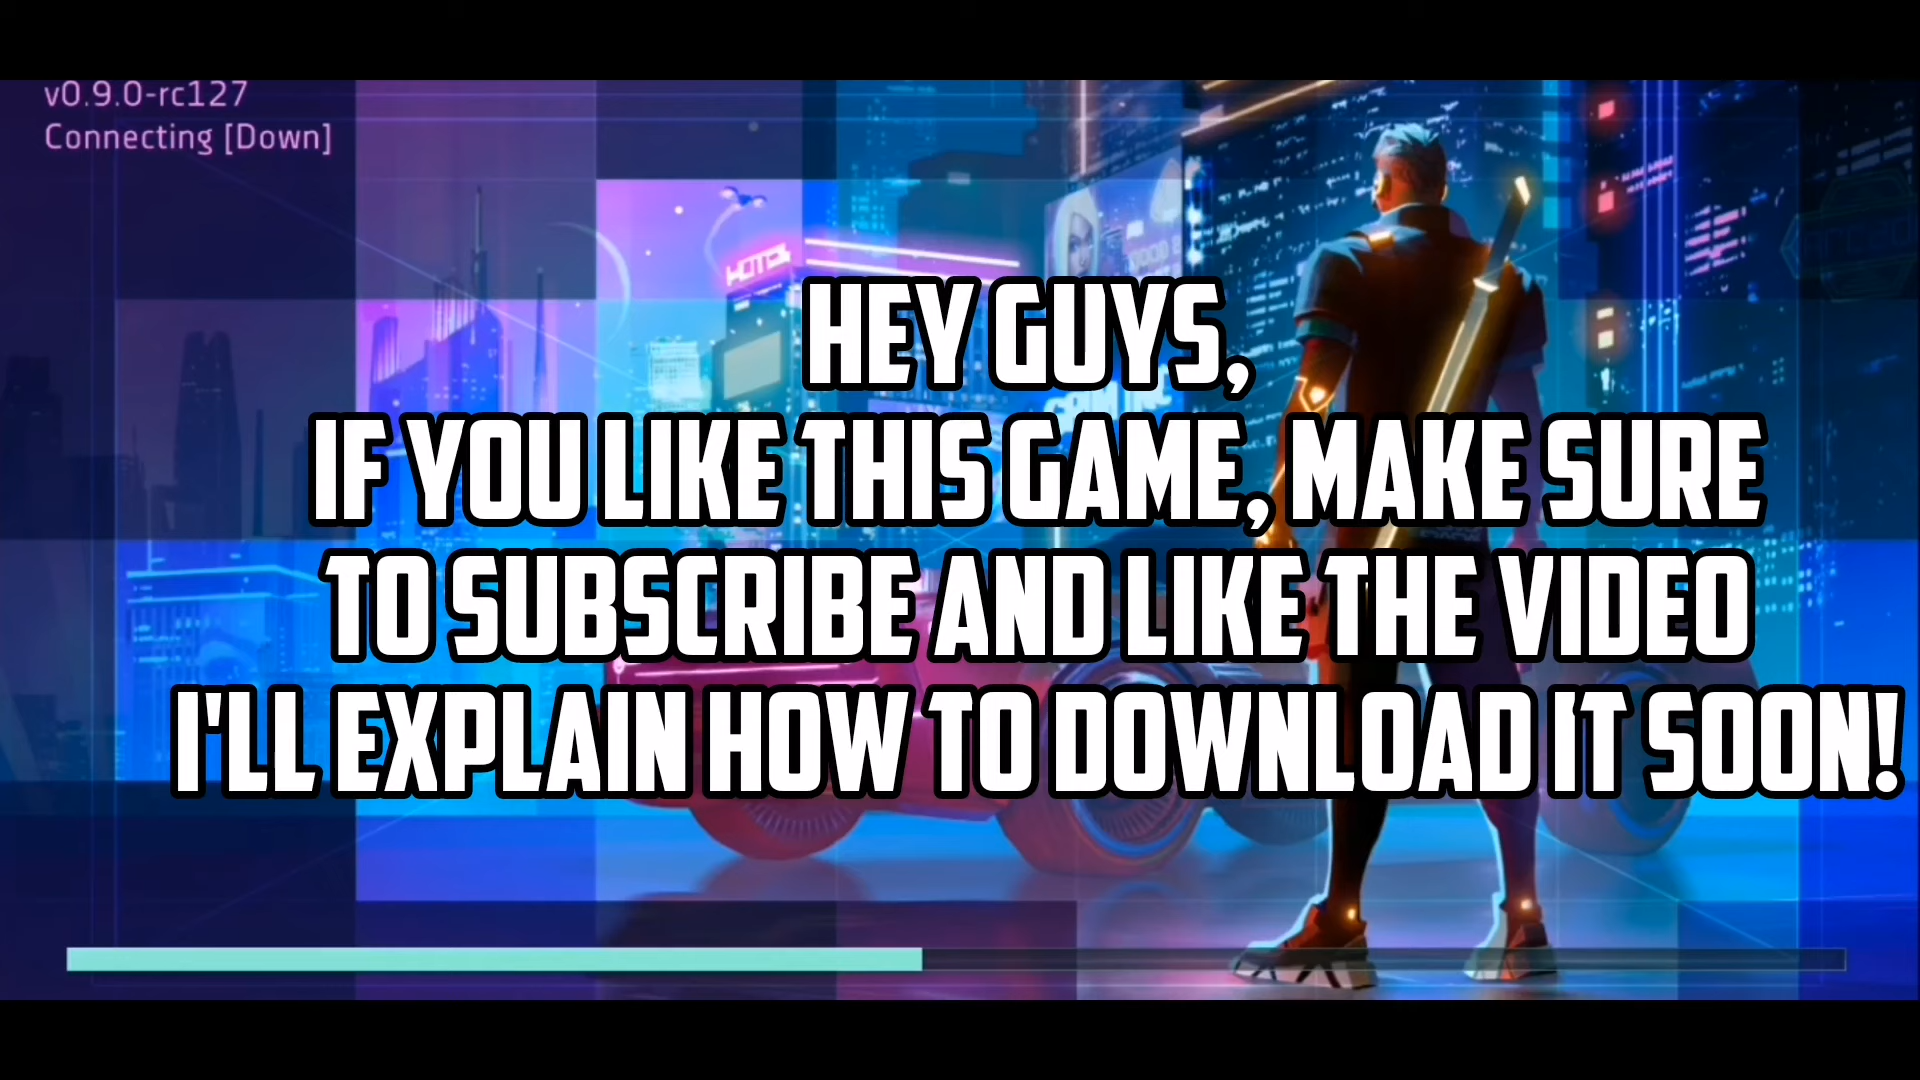 v0.9.0-rc127
Connecting [Down]
HOTEL
HEY GUYS,
IF YOU LIKE THIS GAME, MAKE SURE
TO SUBSCRIBE AND LIKE THE VIDEO
I'LL EXPLAIN HOW TO DOWNLOAD IT SOON!